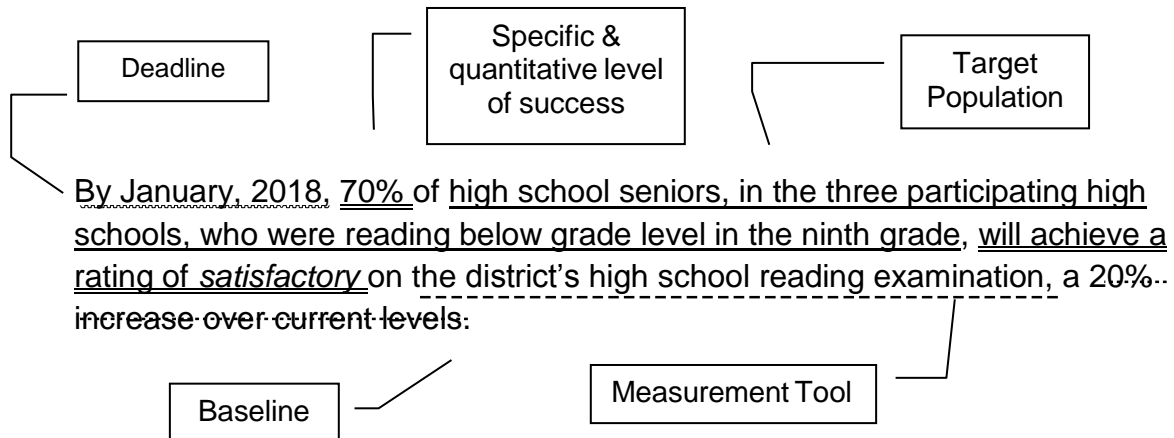 Deadline
Specific &
quantitative level
of success
Target
Population
By January, 2018, 70% of high school seniors, in the three participating high
schools, who were reading below grade level in the ninth grade, will achieve a
rating of satisfactory on the district’s high school reading examination, a 20%
increase over current levels.
Baseline
Measurement Tool